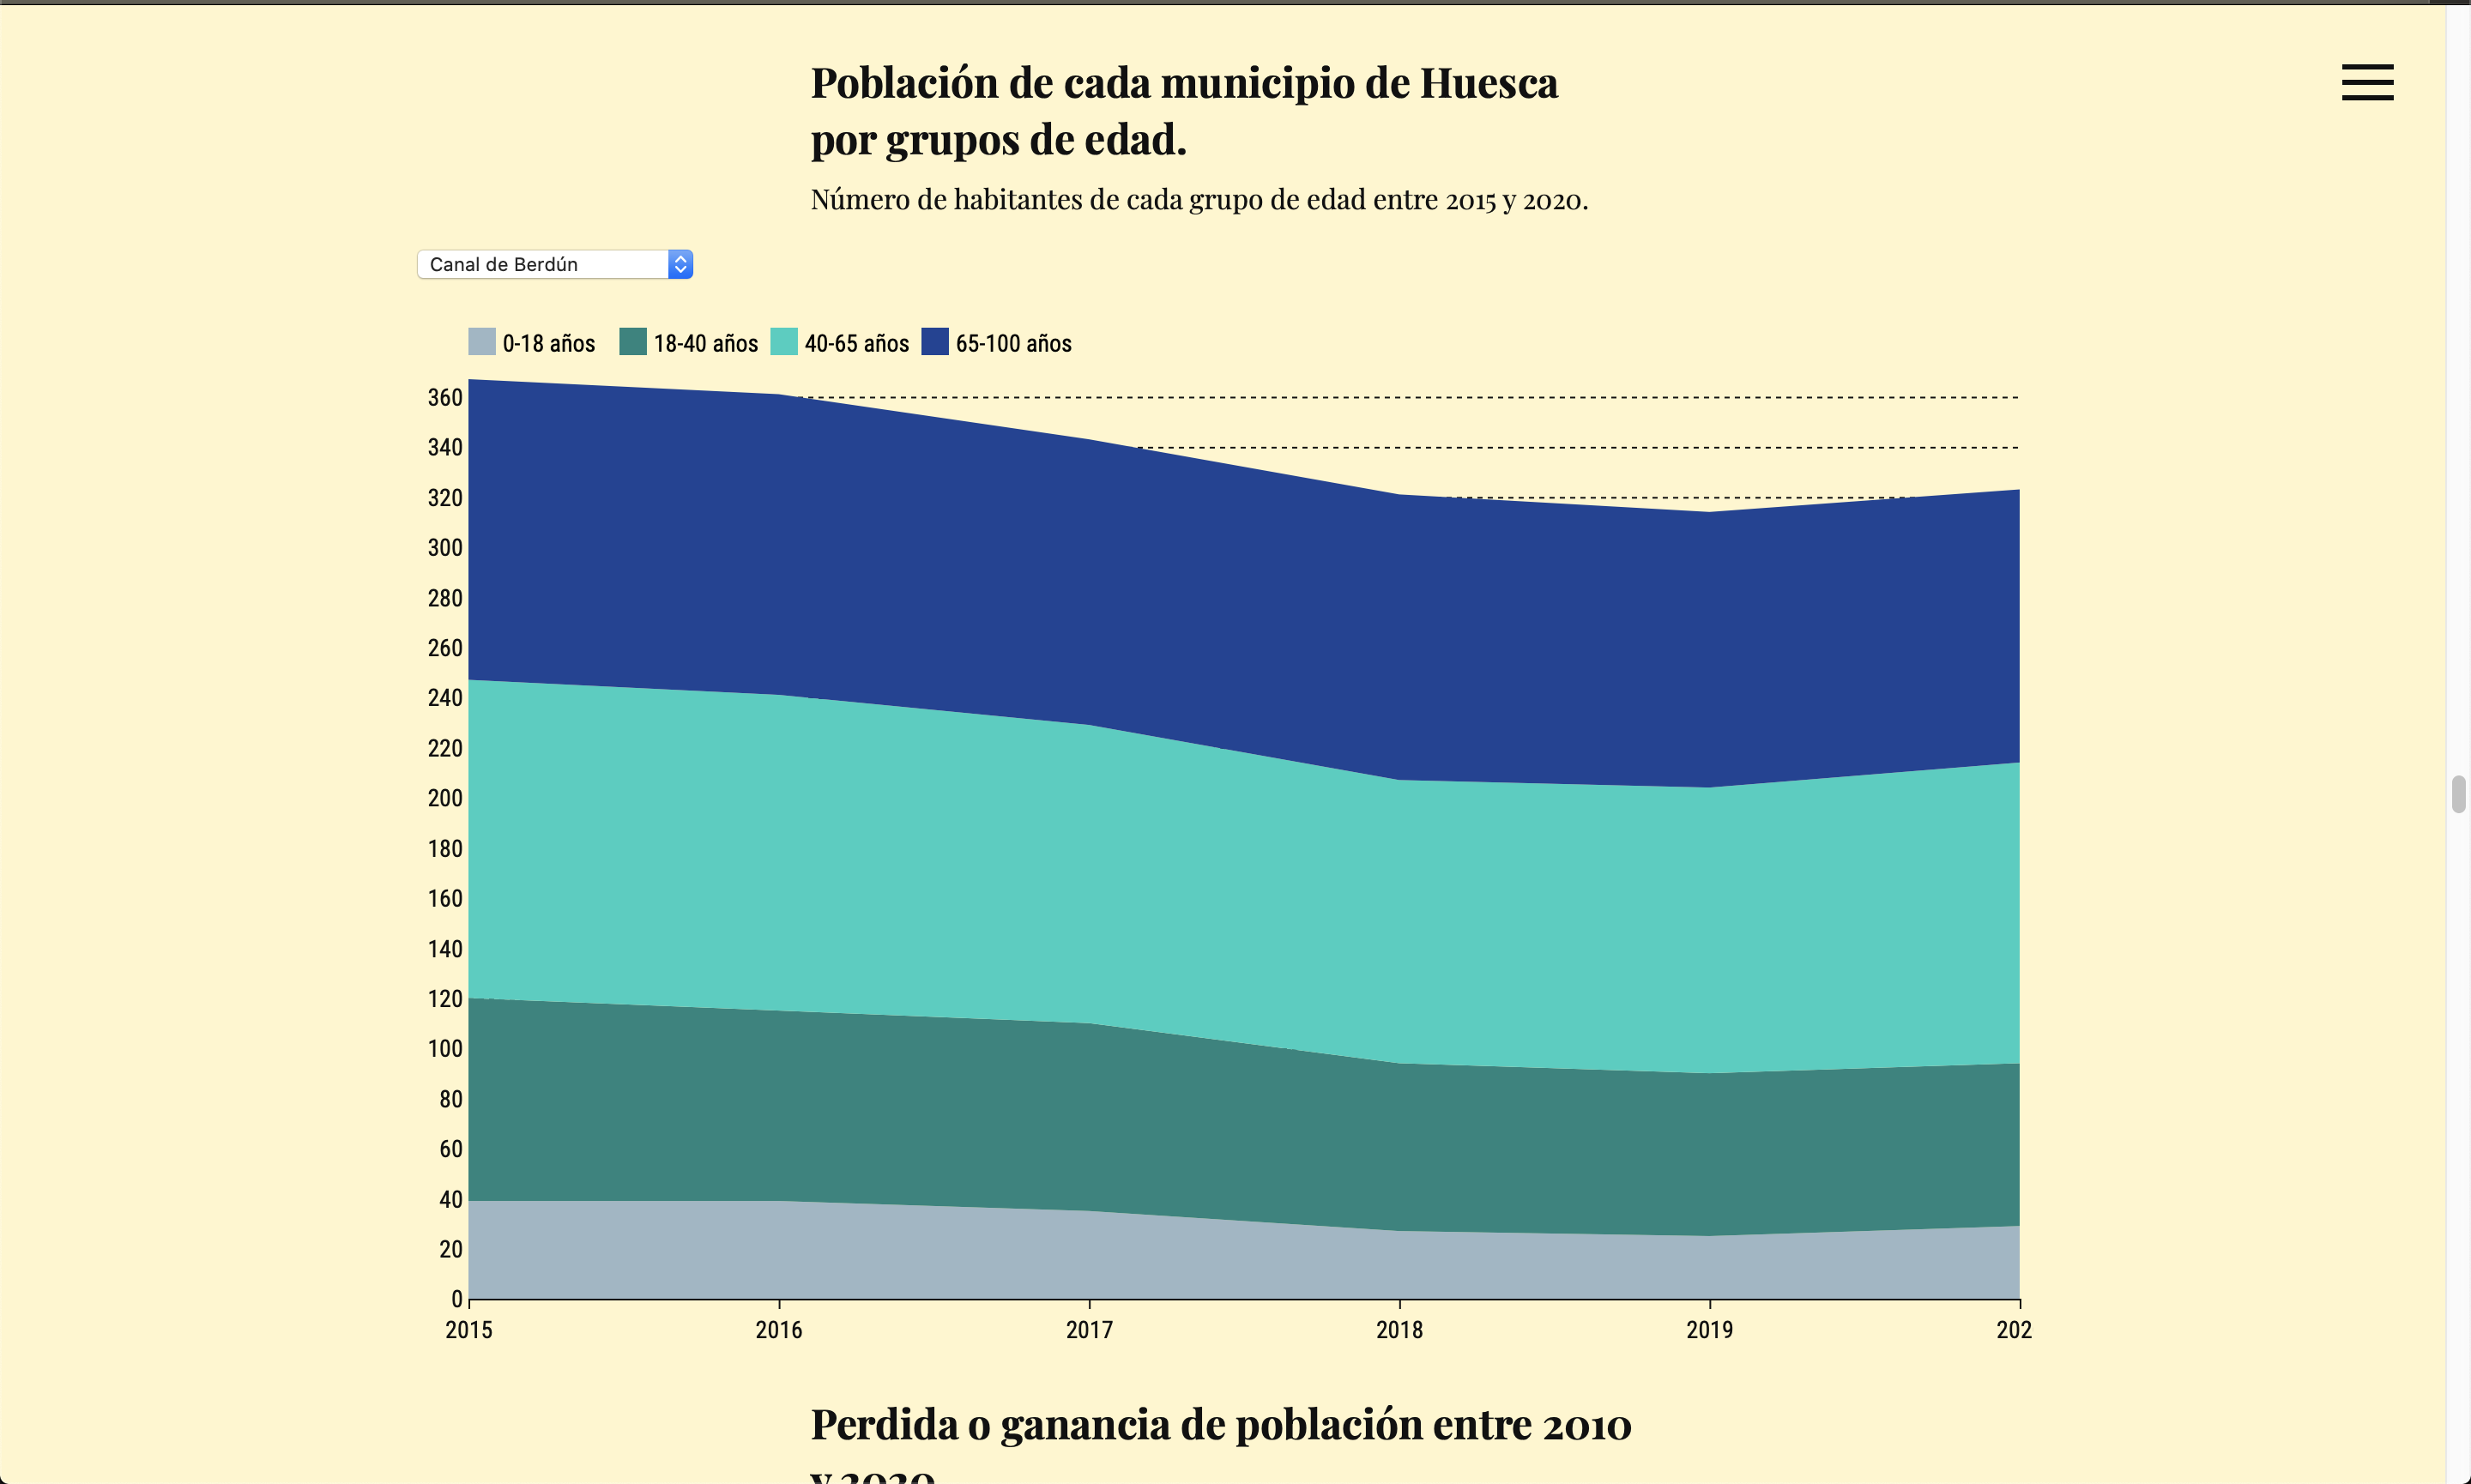 Población de cada municipio de Huesca
por grupos de edad.
Número de habitantes de cada grupo de edad entre 2015 y 2020.
Canal de Berdún
0-18 años 18-40 años 40-65 años 65-100 años
360
340
320
300
280
260
240
220
200
180
160
140
120
100
80
60
40
20
0
2015 2016 2017 2018 2019 202
Perdida o ganancia de población entre 2010
y 2020